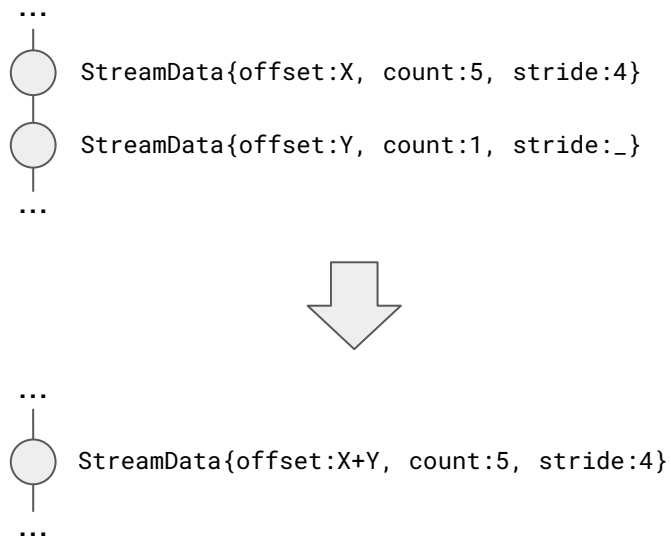 ...
StreamData{offset:X, count:5, stride:4}
StreamData{offset:Y, count:1, stride:_}
...
...
StreamData{offset:X+Y, count:5, stride:4}
...